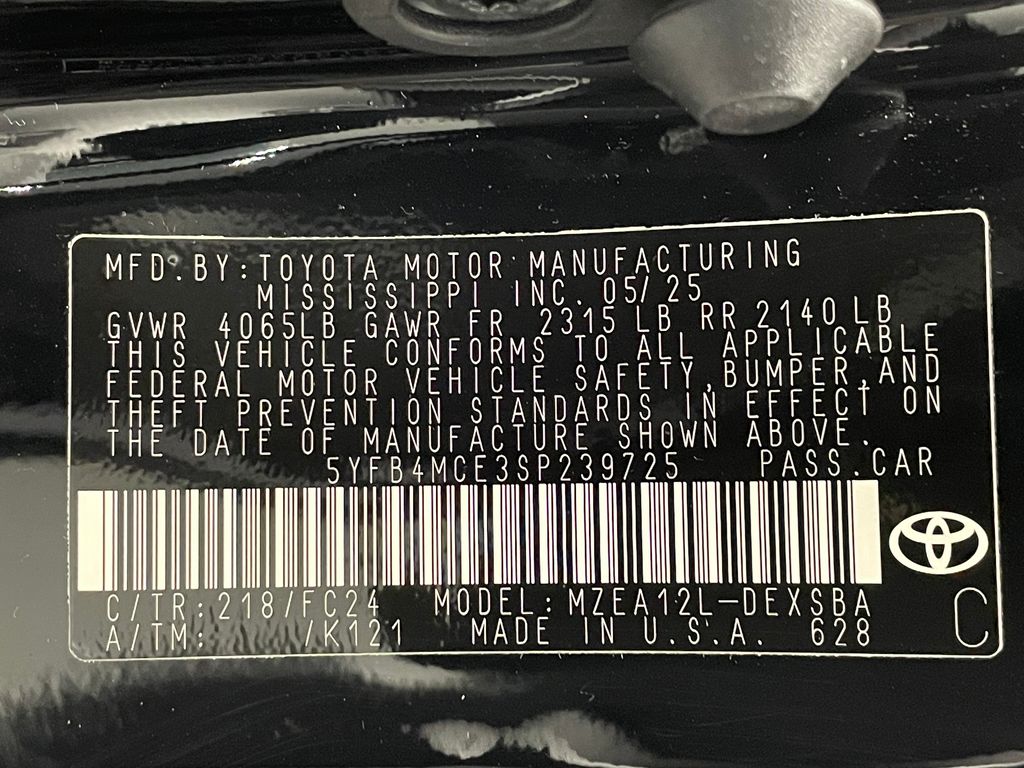 MFD.BY:TOYOTA MOTOR MANUFACTURING
MISSISSIPPI INC. 05/25
GVWR 4065LB GAWR FR 2315 LB RR 2140 LB
THIS VEHICLE CONFORMS TO ALL APPLICABLE
FEDERAL MOTOR VEHICLE SAFETY,BUMPER,AND
THEFT PREVENTION STANDARDS IN EFFECT ON
THE DATE OF MANUFACTURE SHOWN ABOVE.
5YFB4MCE3SP239725 PASS.CAR
C/TR:218/FC24 MODEL:MZEA12L-DEXSBA
A/TM: /K121 MADE IN U.S.A. 628
C